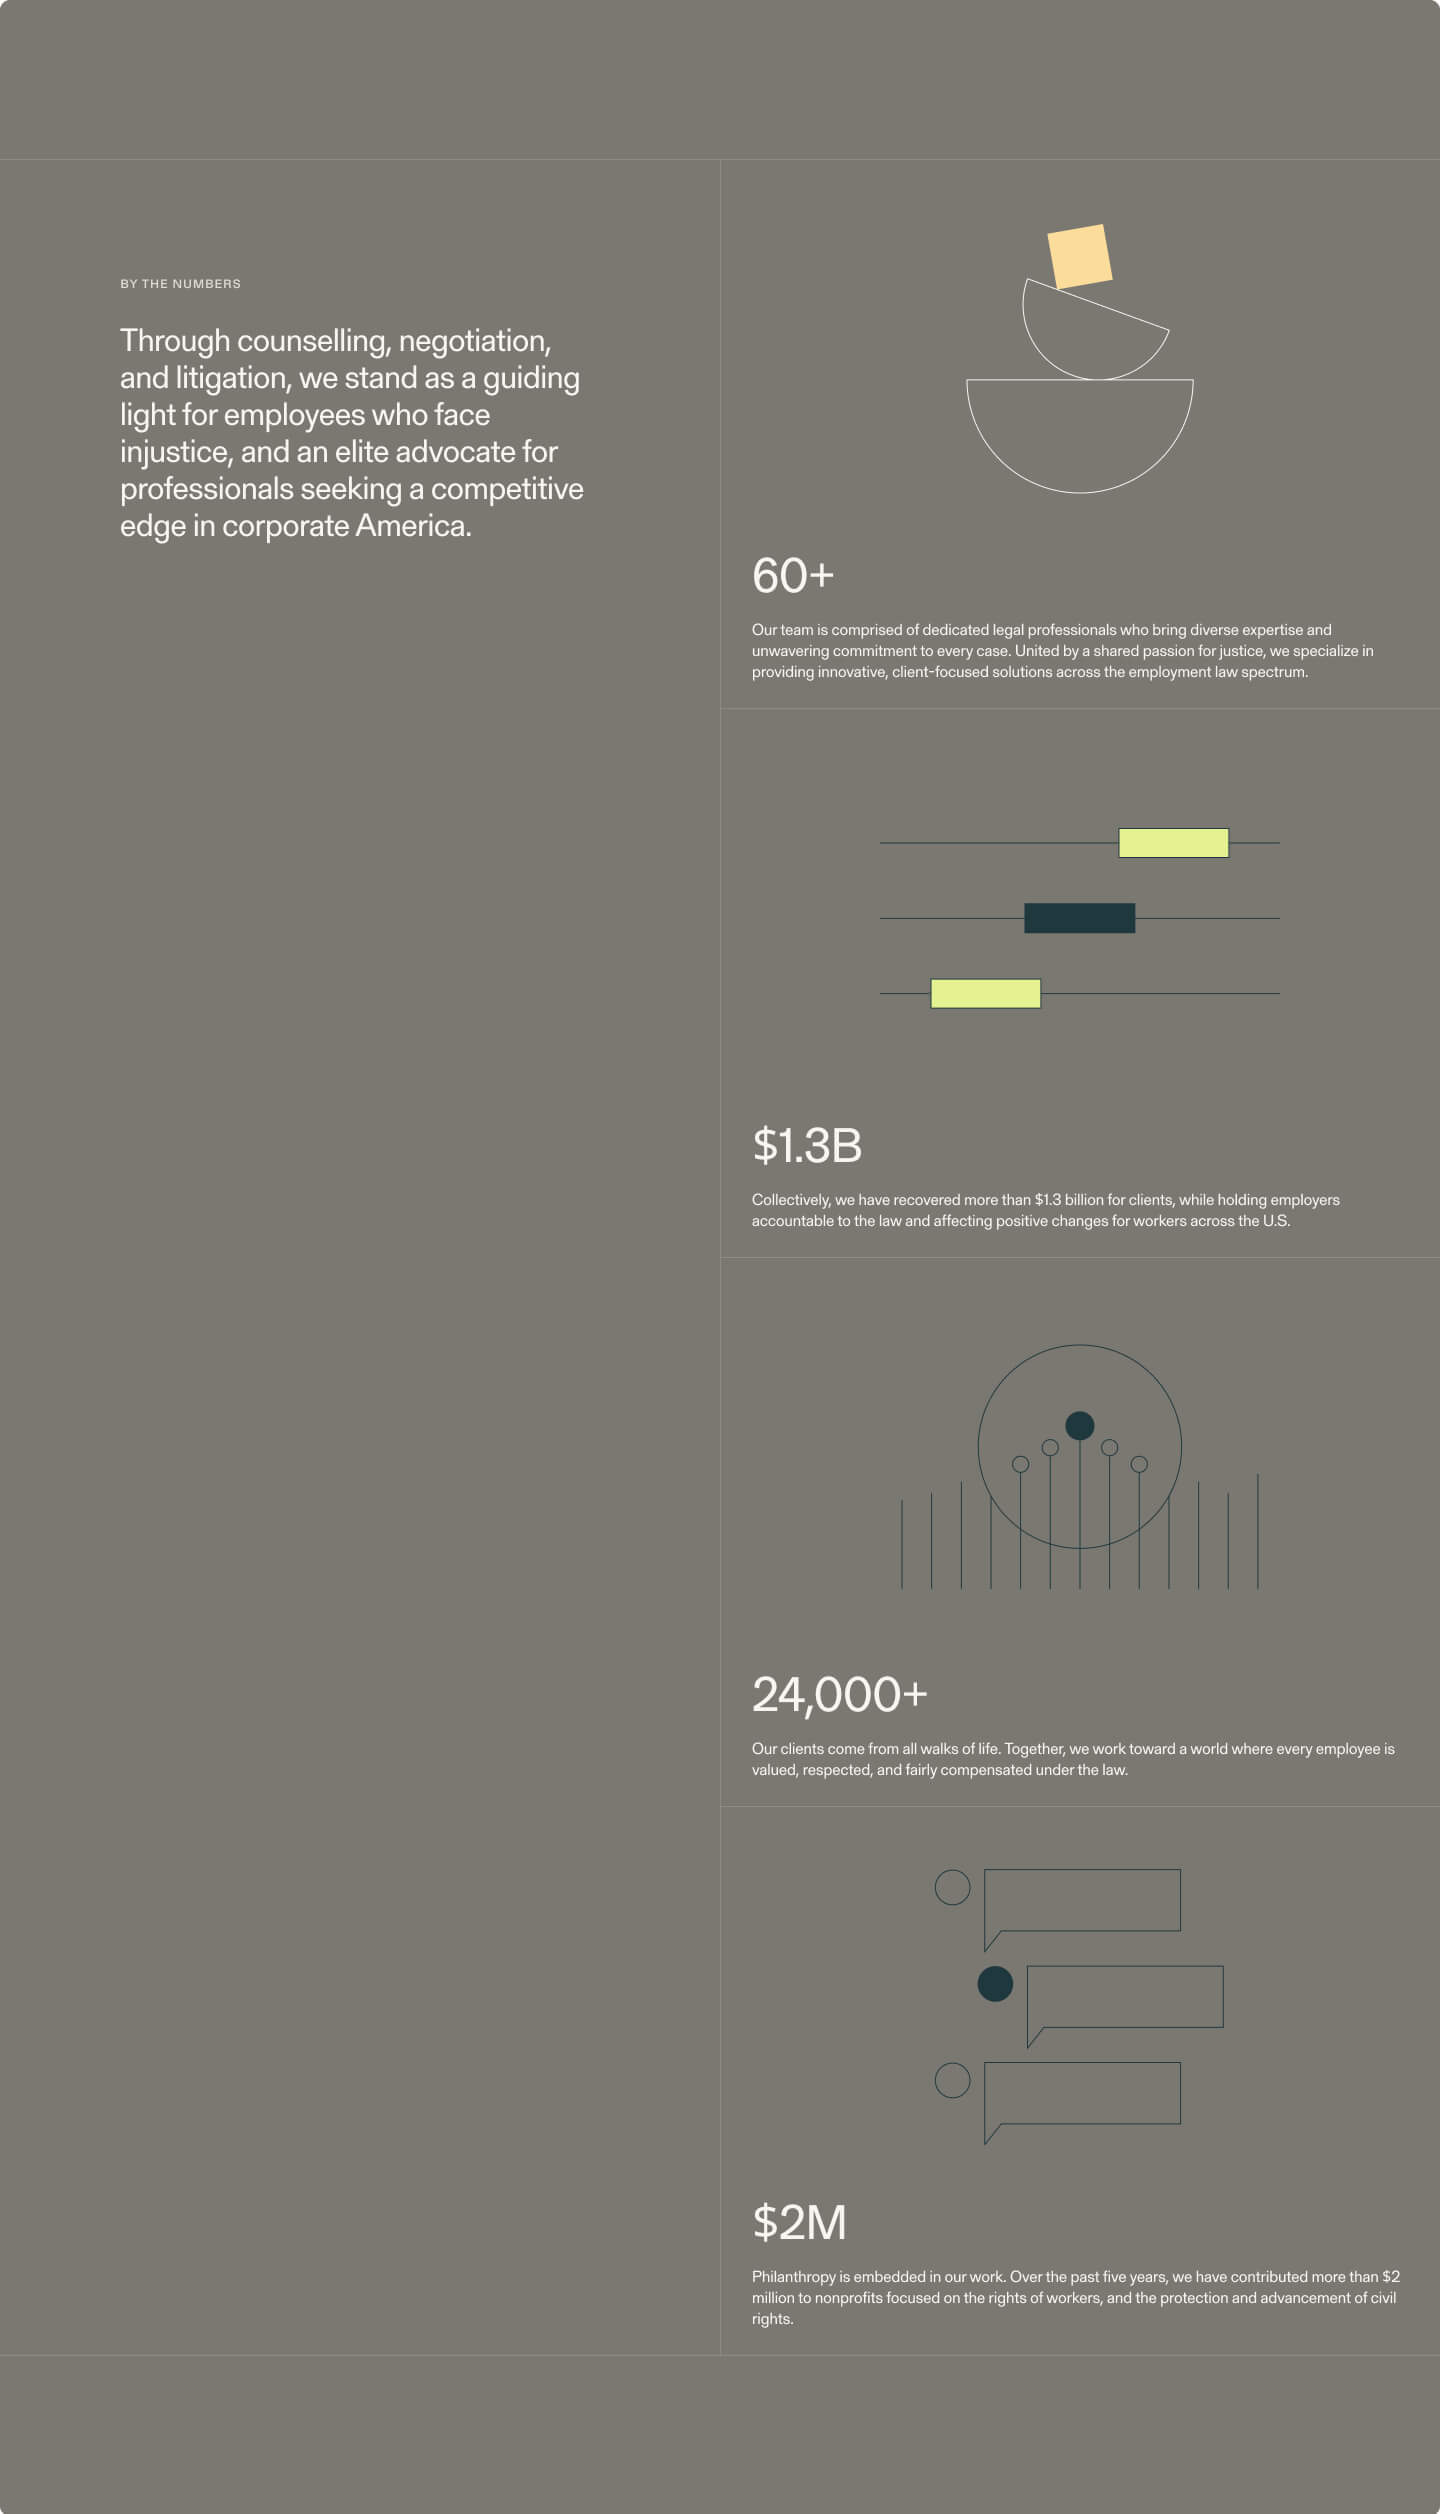 BY THE NUMBERS
Through counselling, negotiation,
and litigation, we stand as a guiding
light for employees who face
injustice, and an elite advocate for
professionals seeking a competitive
edge in corporate America.
60+
Our team is comprised of dedicated legal professionals who bring diverse expertise and
unwavering commitment to every case. United by a shared passion for justice, we specialize in
providing innovative, client-focused solutions across the employment law spectrum.
$1.3B
Collectively, we have recovered more than $1.3 billion for clients, while holding employers
accountable to the law and affecting positive changes for workers across the U.S.
24,000+
Our clients come from all walks of life. Together, we work toward a world where every employee is
valued, respected, and fairly compensated under the law.
$2M
Philanthropy is embedded in our work. Over the past five years, we have contributed more than $2
million to nonprofits focused on the rights of workers, and the protection and advancement of civil
rights.